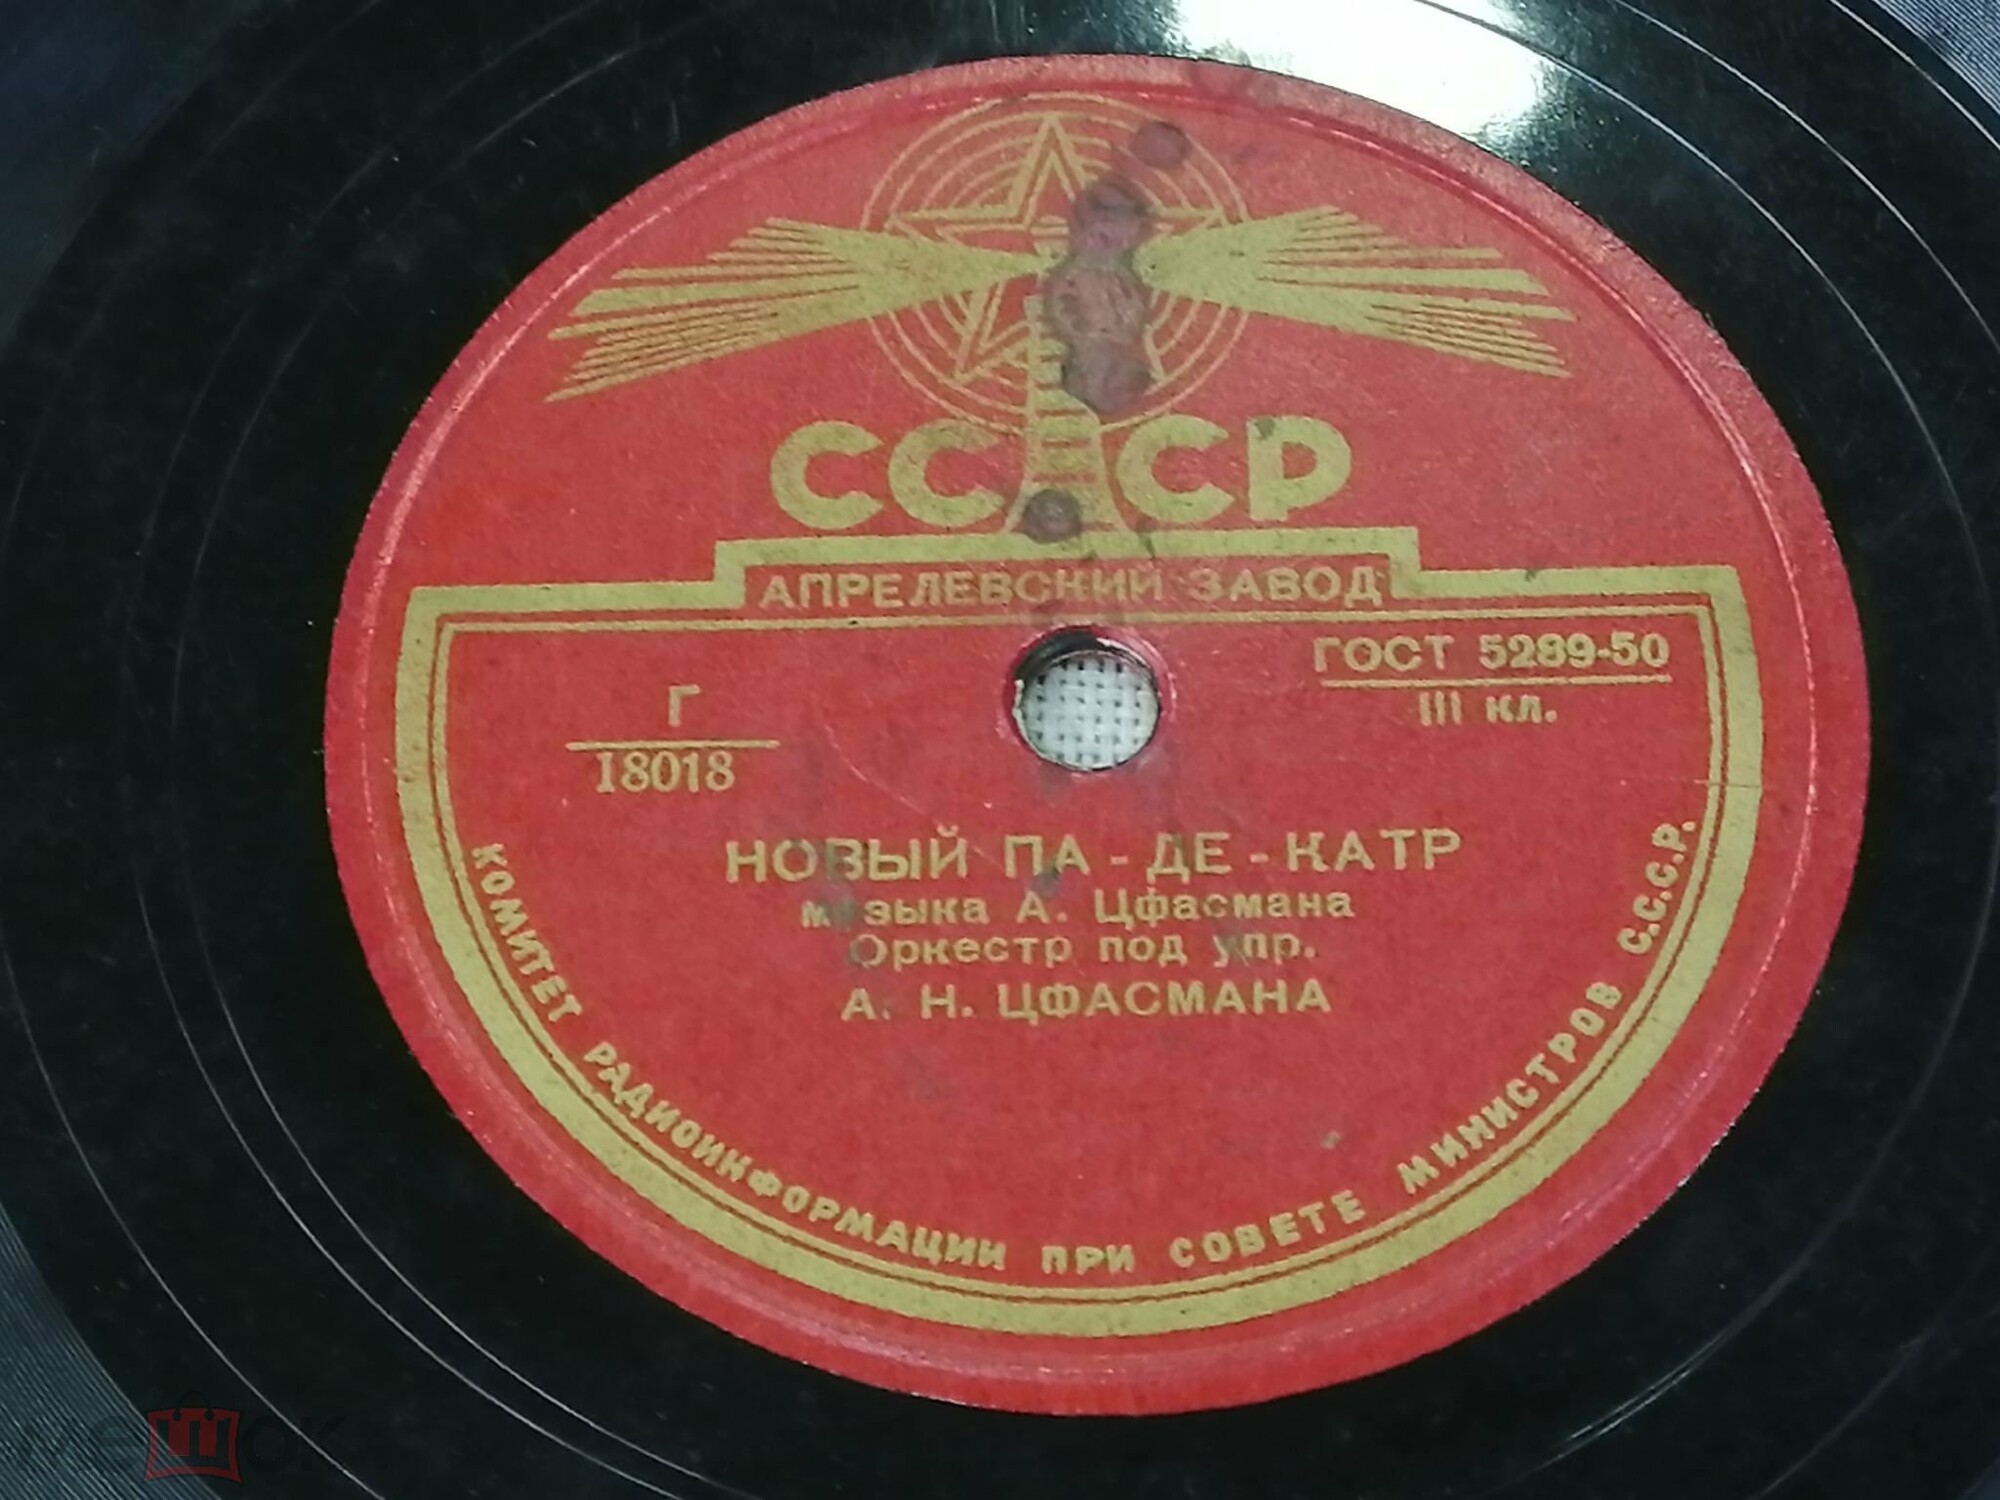 СССР
АПРЕЛЕВСКИЙ ЗАВОД
ГОСТ 5289-50
III кл.
Г
18018
НОВЫЙ ПА-ДЕ-КАТР
музыка А. Цфасмана
Оркестр под упр.
А. Н. ЦФАСМАНА
КОМИТЕТ РАДИОИНФОРМАЦИИ ПРИ СОВЕТЕ МИНИСТРОВ С.С.С.Р.
мешок